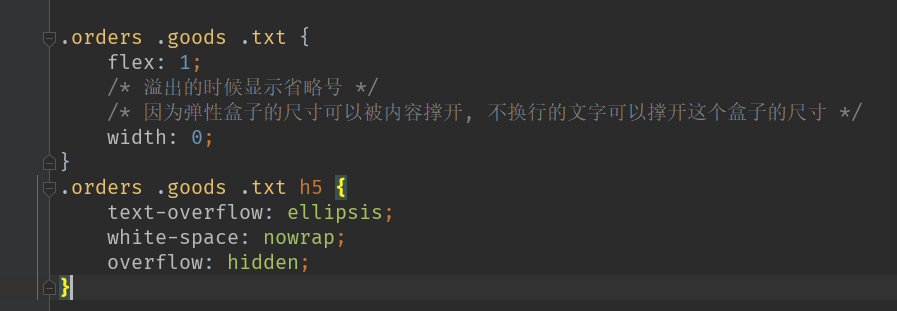 .orders .goods .txt {
flex: 1;
/* 溢出的时候显示省略号 */
/* 因为弹性盒子的尺寸可以被内容撑开, 不换行的文字可以撑开这个盒子的尺寸 */
width: 0;
}
.orders .goods .txt h5 {
text-overflow: ellipsis;
white-space: nowrap;
overflow: hidden;
}